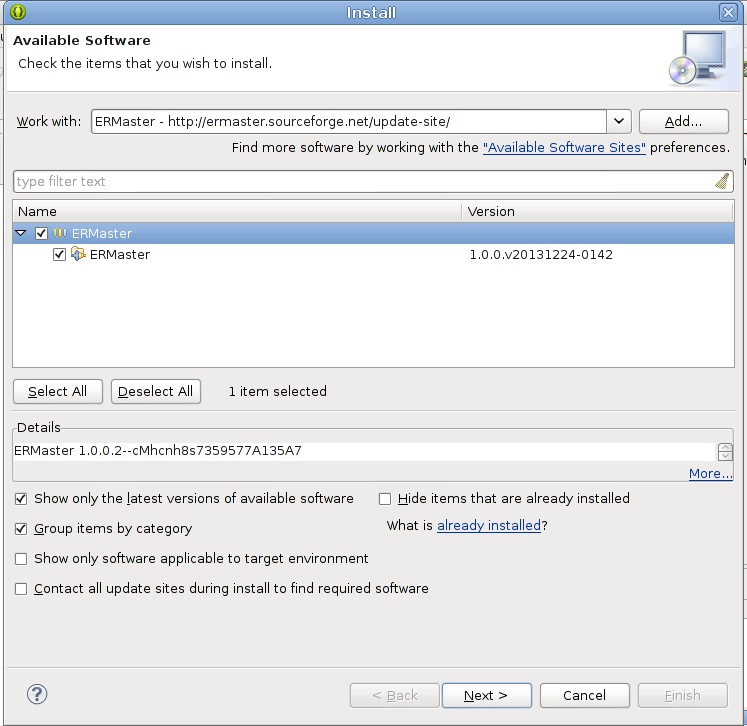 Install
Available Software
Check the items that you wish to install.
Work with: ERMaster - http://ermaster.sourceforge.net/update-site/ Add...
Find more software by working with the "Available Software Sites" preferences.
type filter text
Name Version
ERMaster
ERMaster 1.0.0.v20131224-0142
Select All Deselect All 1 item selected
Details
ERMaster 1.0.0.2--cMhcnh8s7359577A135A7
More...
Show only the latest versions of available software Hide items that are already installed
Group items by category What is already installed?
Show only software applicable to target environment
Contact all update sites during install to find required software
? < Back Next > Cancel Finish